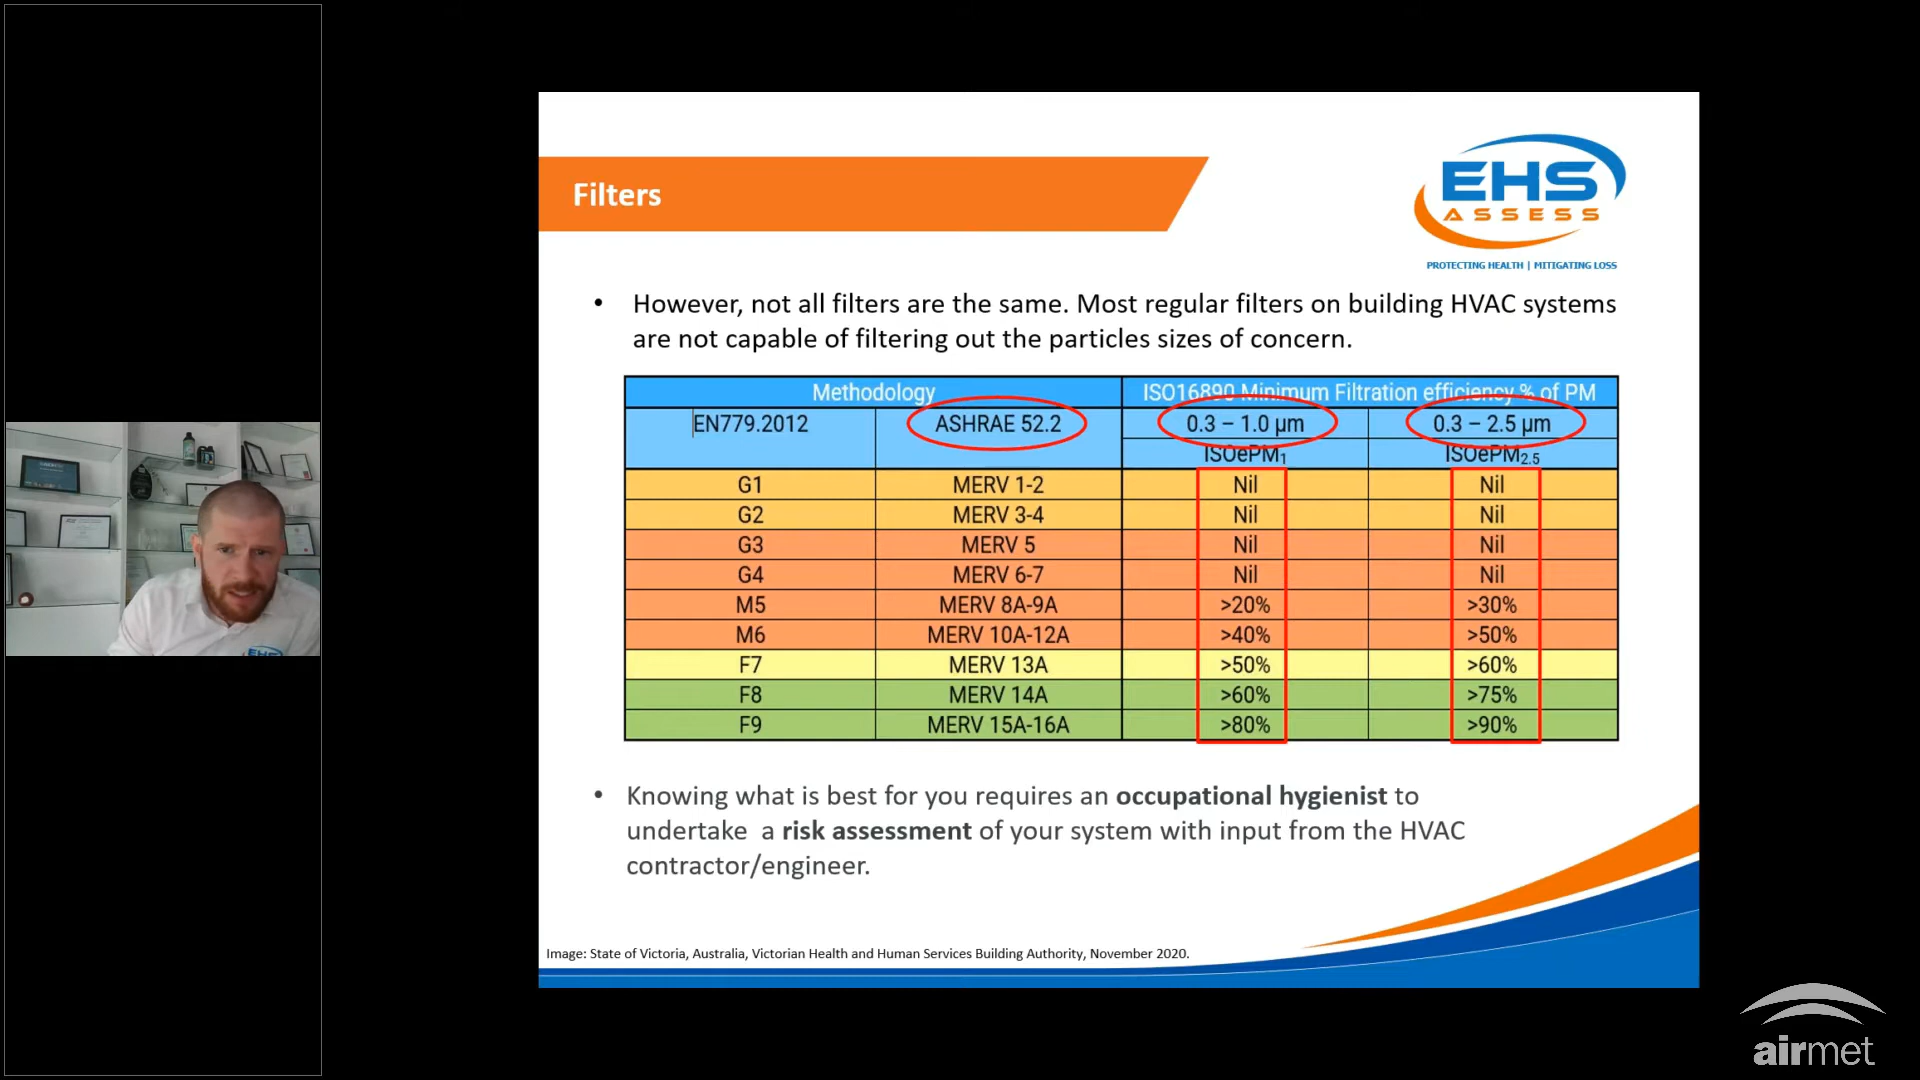 Filters
EHS
ASSESS
PROTECTING HEALTH | MITIGATING LOSS
• However, not all filters are the same. Most regular filters on building HVAC systems
are not capable of filtering out the particles sizes of concern.
Methodology ISO16890 Minimum Filtration efficiency % of PM
EN779.2012 ASHRAE 52.2 0.3 – 1.0 µm 0.3 – 2.5 µm
ISOePM1 ISOePM2.5
G1 MERV 1-2 Nil Nil
G2 MERV 3-4 Nil Nil
G3 MERV 5 Nil Nil
G4 MERV 6-7 Nil Nil
M5 MERV 8A-9A >20% >30%
M6 MERV 10A-12A >40% >50%
F7 MERV 13A >50% >60%
F8 MERV 14A >60% >75%
F9 MERV 15A-16A >80% >90%
• Knowing what is best for you requires an occupational hygienist to
undertake a risk assessment of your system with input from the HVAC
contractor/engineer.
Image: State of Victoria, Australia, Victorian Health and Human Services Building Authority, November 2020.
EHS
airmet